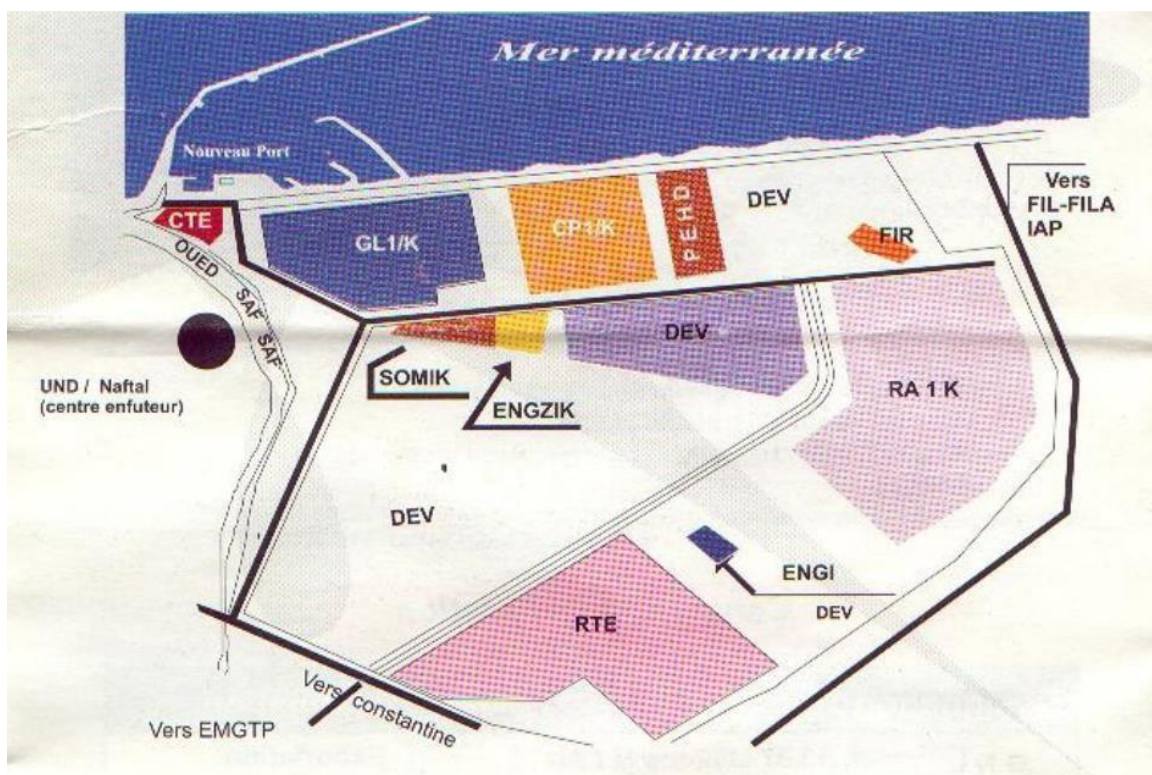 Mer méditerranée
Nouveau Port
CTE
GL1/K
CP1/K
PEHD
DEV
FIR
Vers
FIL-FILA
IAP
OUED
SAF SAF
UND / Naftal
(centre enfuteur)
SOMIK
ENGZIK
DEV
RA 1 K
DEV
ENGI
DEV
RTE
Vers constantine
Vers EMGTP